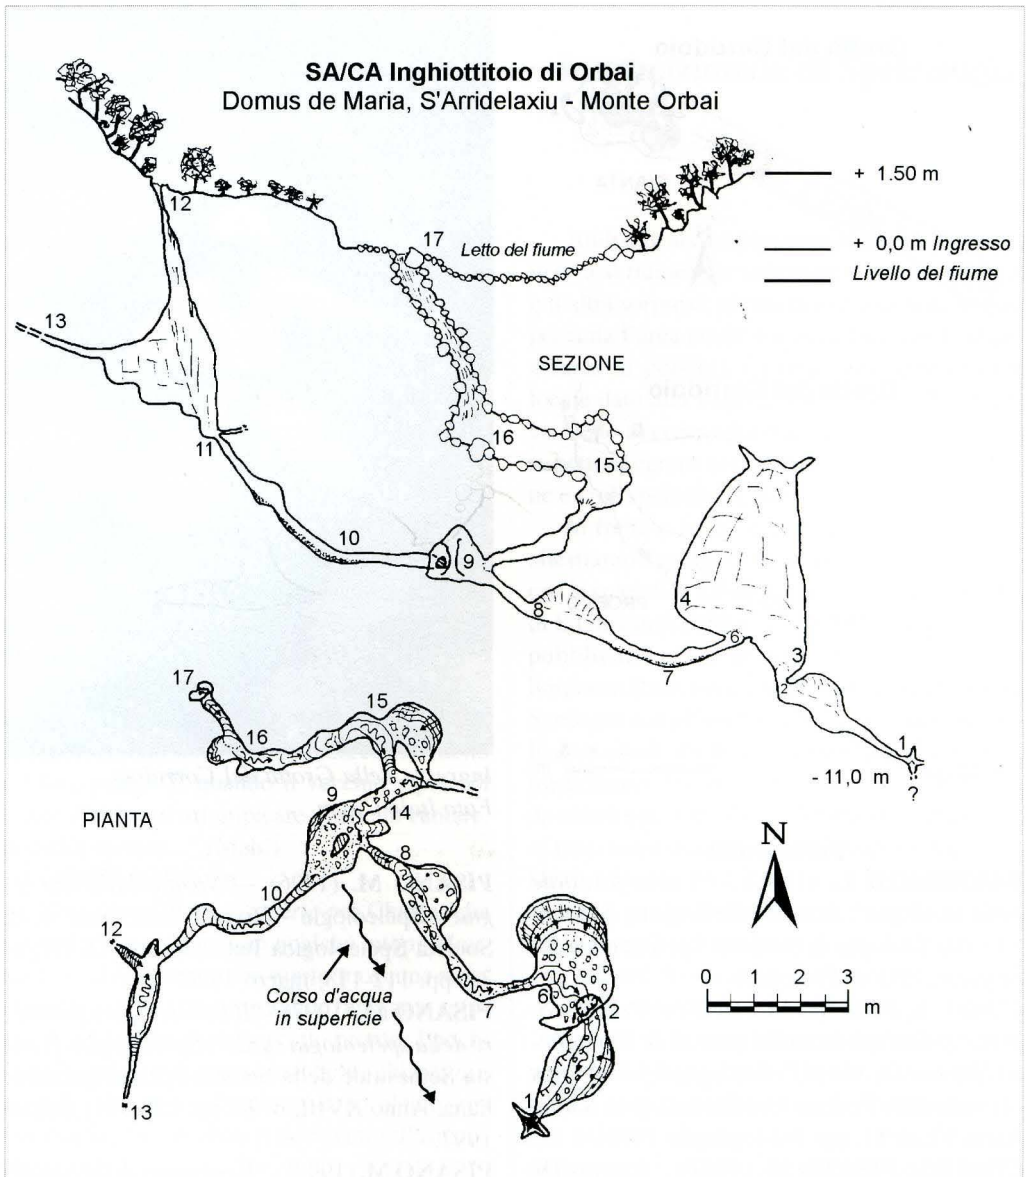 SA/CA Inghiottitoio di Orbai
Domus de Maria, S'Arridelaxiu - Monte Orbai
+ 1.50 m
12
17
Letto del fiume
+ 0,0 m Ingresso
Livello del fiume
13
SEZIONE
11
16
15
10
9
8
4
6
7
3
2
1
- 11,0 m
?
17
15
16
PIANTA
9
14
8
N
10
12
0 1 2 3
m
Corso d'acqua
in superficie
7
6
2
1
13